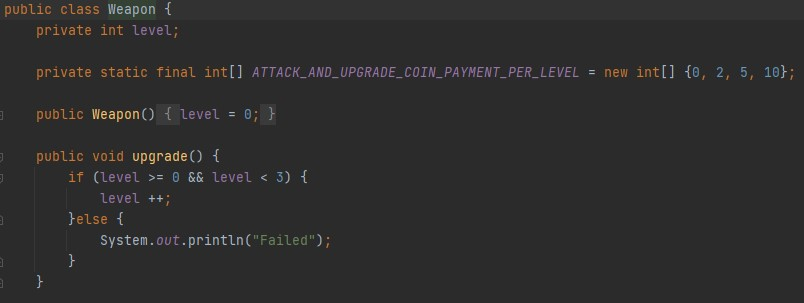 public class Weapon {
    private int level;

    private static final int[] ATTACK_AND_UPGRADE_COIN_PAYMENT_PER_LEVEL = new int[] {0, 2, 5, 10};

    public Weapon() { level = 0; }

    public void upgrade() {
        if (level >= 0 && level < 3) {
            level ++;
        }else {
            System.out.println("Failed");
        }
    }